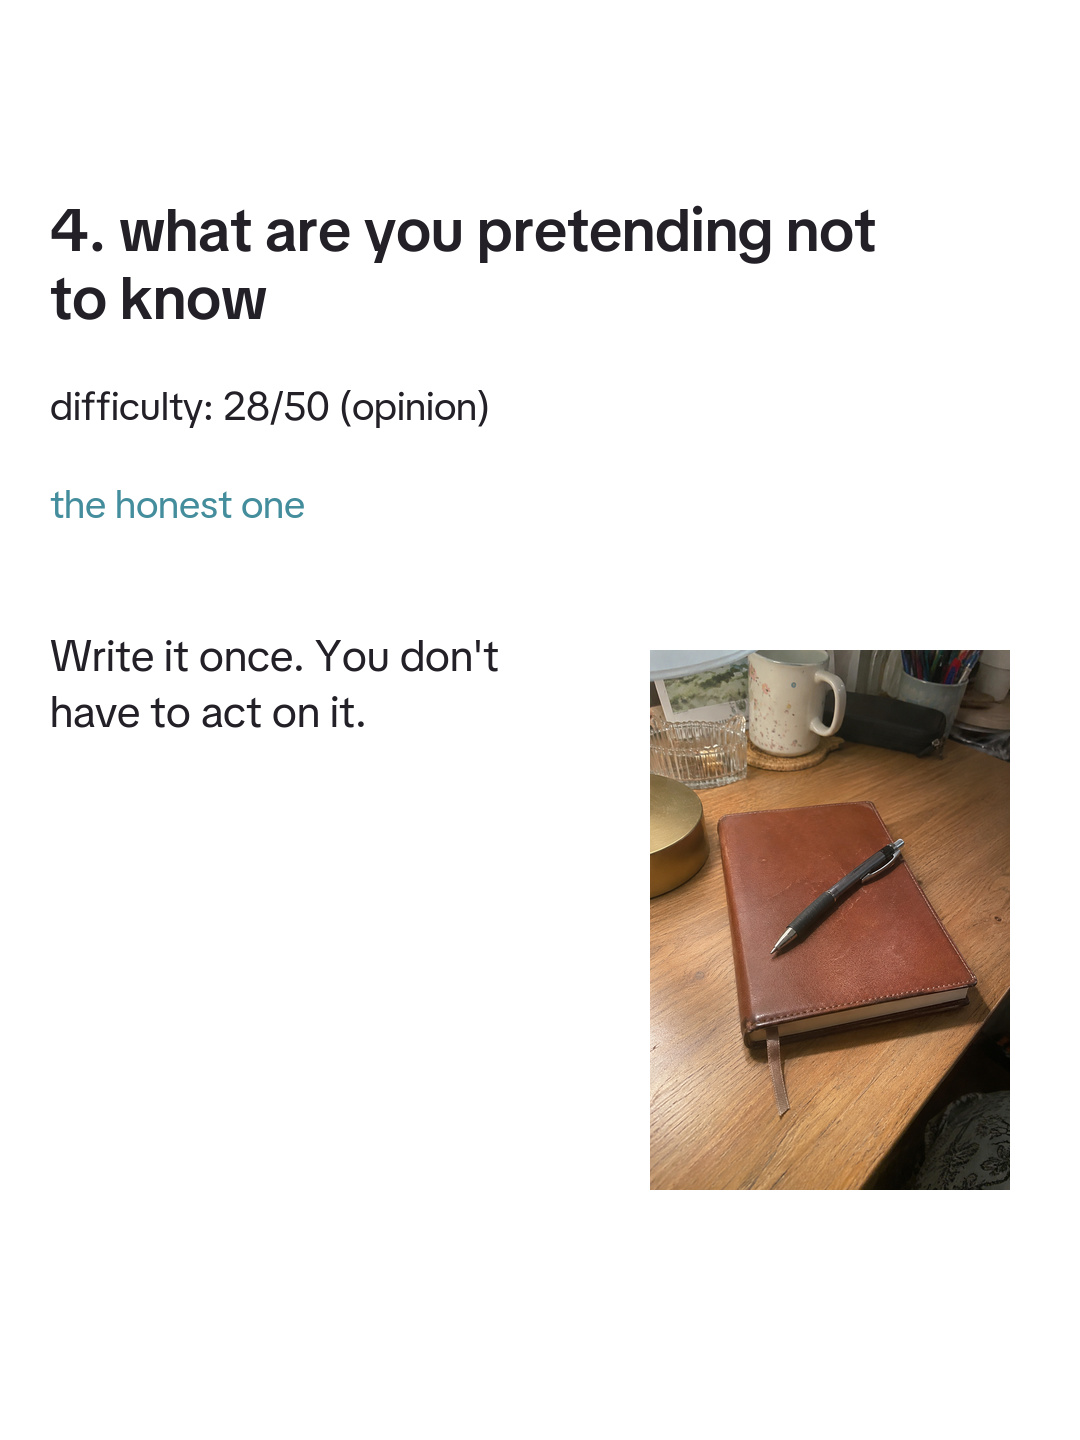 4. what are you pretending not
to know
difficulty: 28/50 (opinion)
the honest one
Write it once. You don't
have to act on it.